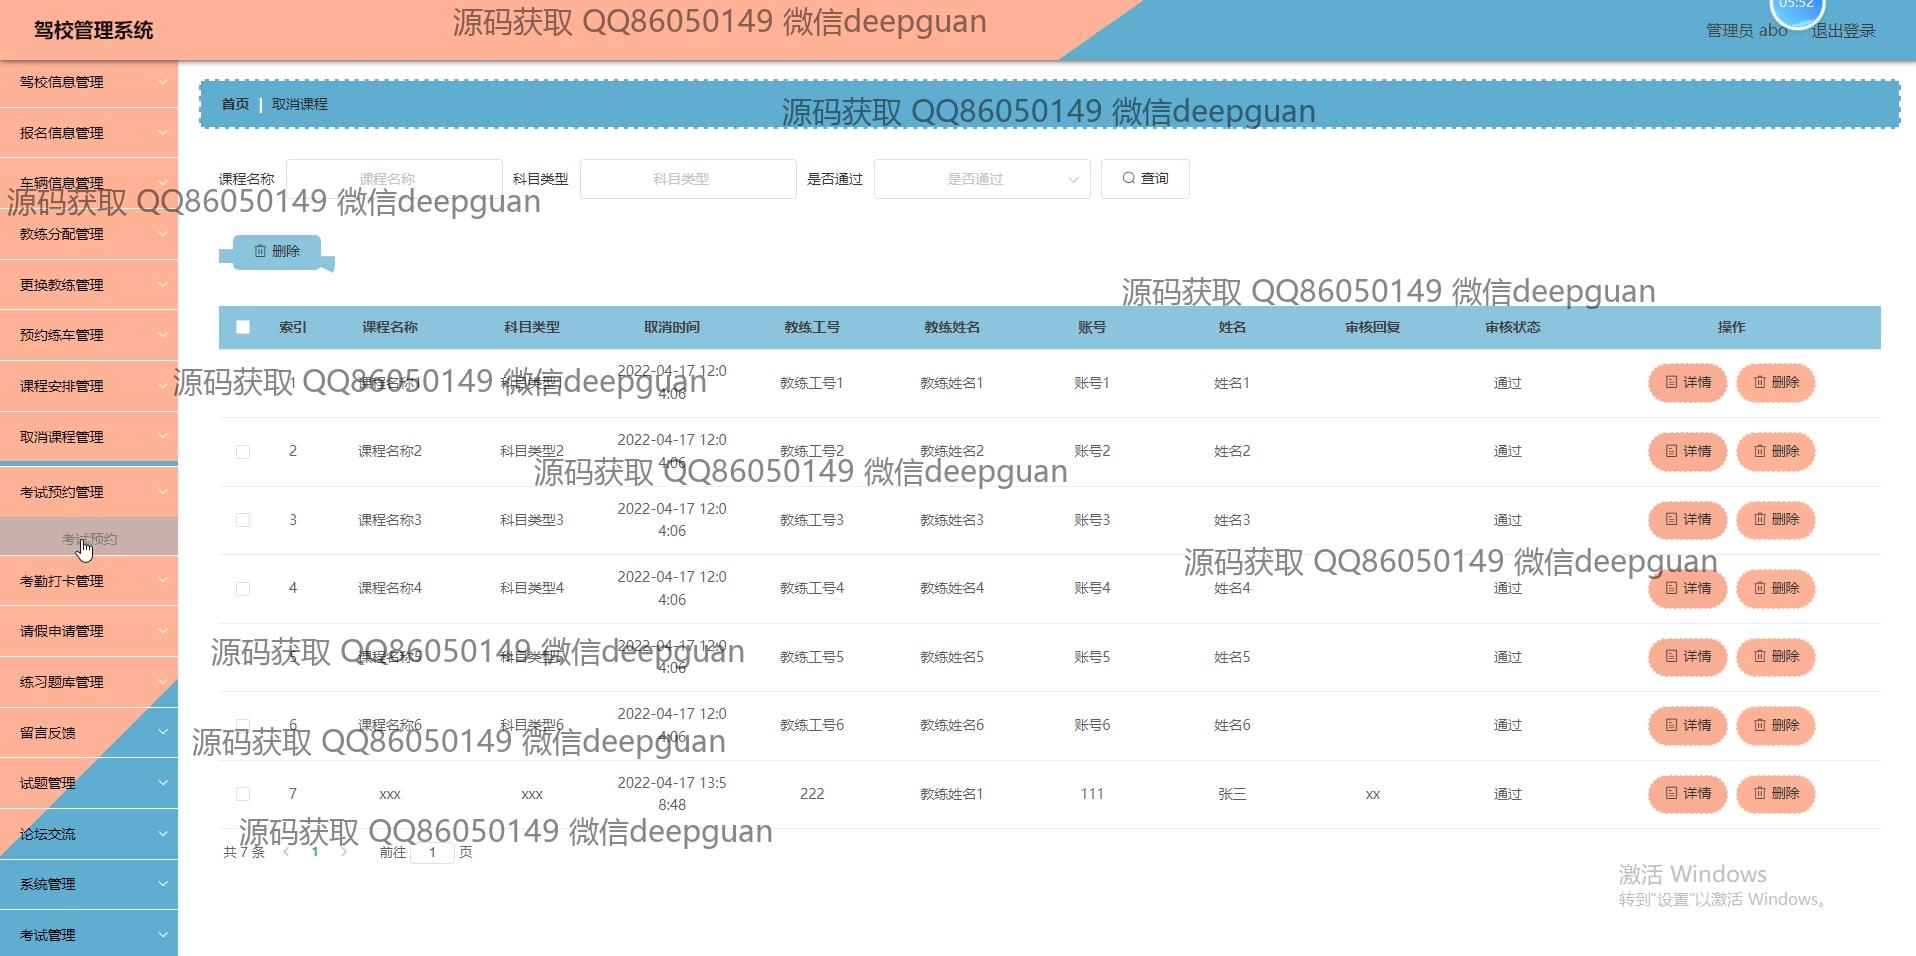 驾校管理系统
源码获取 QQ86050149 微信deepguan
05:52
管理员 abo
退出登录
首页 | 取消课程
源码获取 QQ86050149 微信deepguan
驾校信息管理
报名信息管理
车辆信息管理
教练分配管理
更换教练管理
预约练车管理
课程安排管理
取消课程管理
考试预约管理
考试预约
考勤打卡管理
请假申请管理
练习题库管理
留言反馈
试题管理
论坛交流
系统管理
考试管理
课程名称 课程名称 科目类型 科目类型 是否通过 是否通过 查询
源码获取 QQ86050149 微信deepguan
删除
源码获取 QQ86050149 微信deepguan
索引 课程名称 科目类型 取消时间 教练工号 教练姓名 账号 姓名 审核回复 审核状态 操作
1 课程名称1 科目类型1 2022-04-17 12:04:06 教练工号1 教练姓名1 账号1 姓名1 通过 详情 删除
源码获取 QQ86050149 微信deepguan
2 课程名称2 科目类型2 2022-04-17 12:04:06 教练工号2 教练姓名2 账号2 姓名2 通过 详情 删除
源码获取 QQ86050149 微信deepguan
3 课程名称3 科目类型3 2022-04-17 12:04:06 教练工号3 教练姓名3 账号3 姓名3 通过 详情 删除
源码获取 QQ86050149 微信deepguan
4 课程名称4 科目类型4 2022-04-17 12:04:06 教练工号4 教练姓名4 账号4 姓名4 通过 详情 删除
5 课程名称5 科目类型5 2022-04-17 12:04:06 教练工号5 教练姓名5 账号5 姓名5 通过 详情 删除
源码获取 QQ86050149 微信deepguan
6 课程名称6 科目类型6 2022-04-17 12:04:06 教练工号6 教练姓名6 账号6 姓名6 通过 详情 删除
源码获取 QQ86050149 微信deepguan
7 xxx xxx 2022-04-17 13:58:48 222 教练姓名1 111 张三 xx 通过 详情 删除
源码获取 QQ86050149 微信deepguan
共 7 条 1 前往 1 页
激活 Windows
转到“设置”以激活 Windows。